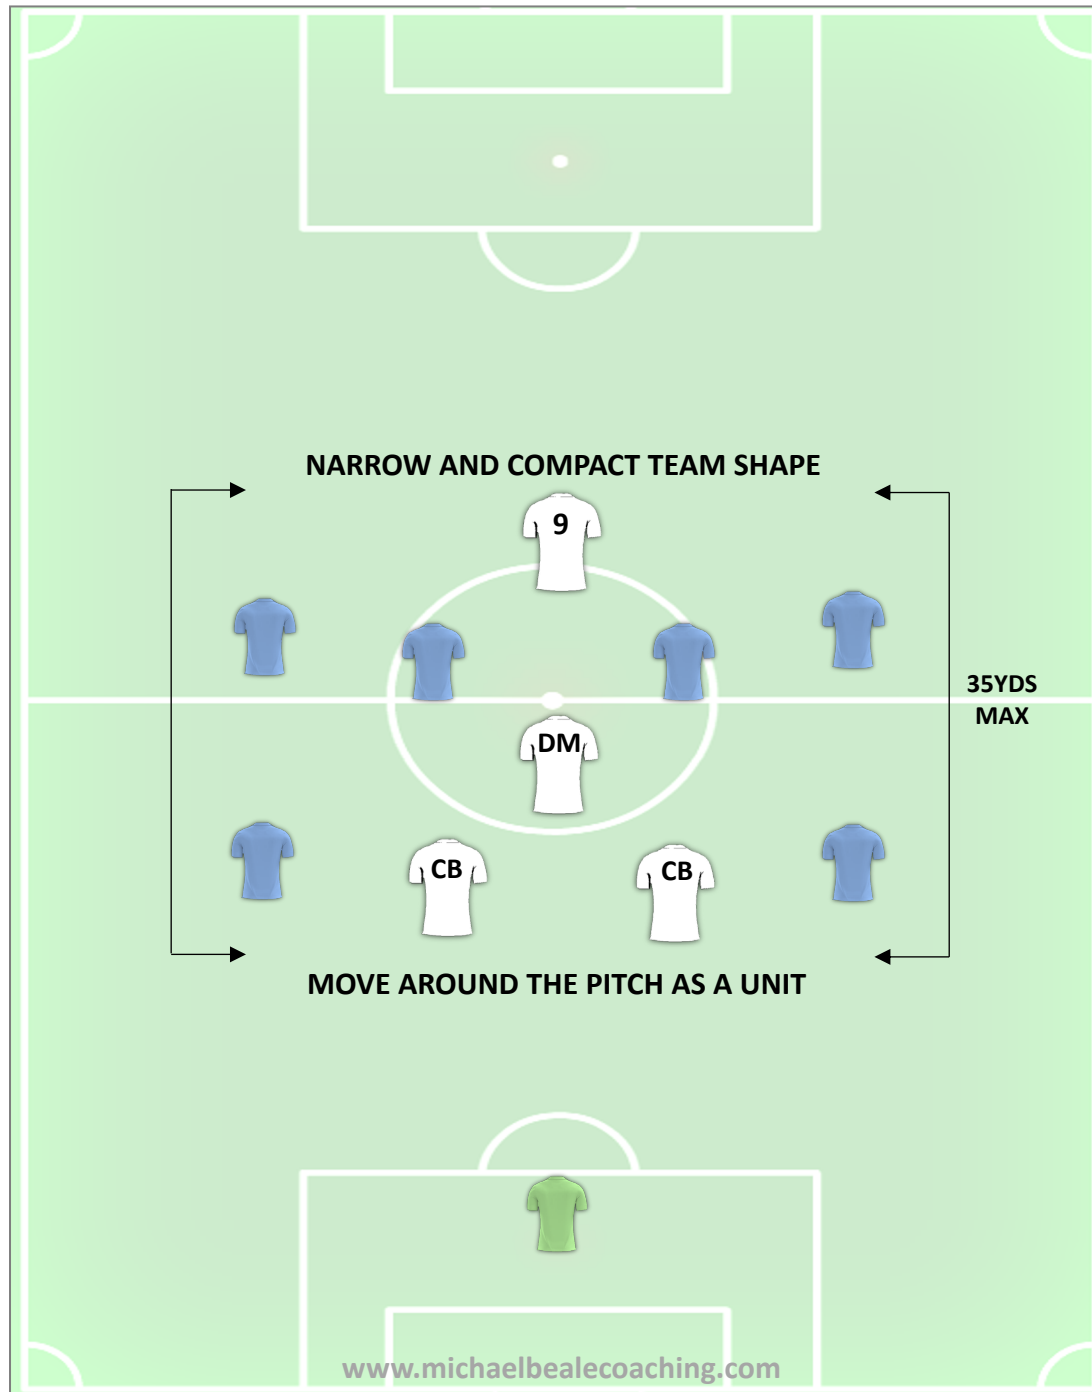 NARROW AND COMPACT TEAM SHAPE
9
35YDS
MAX
DM
CB
CB
MOVE AROUND THE PITCH AS A UNIT
www.michaelbealecoaching.com